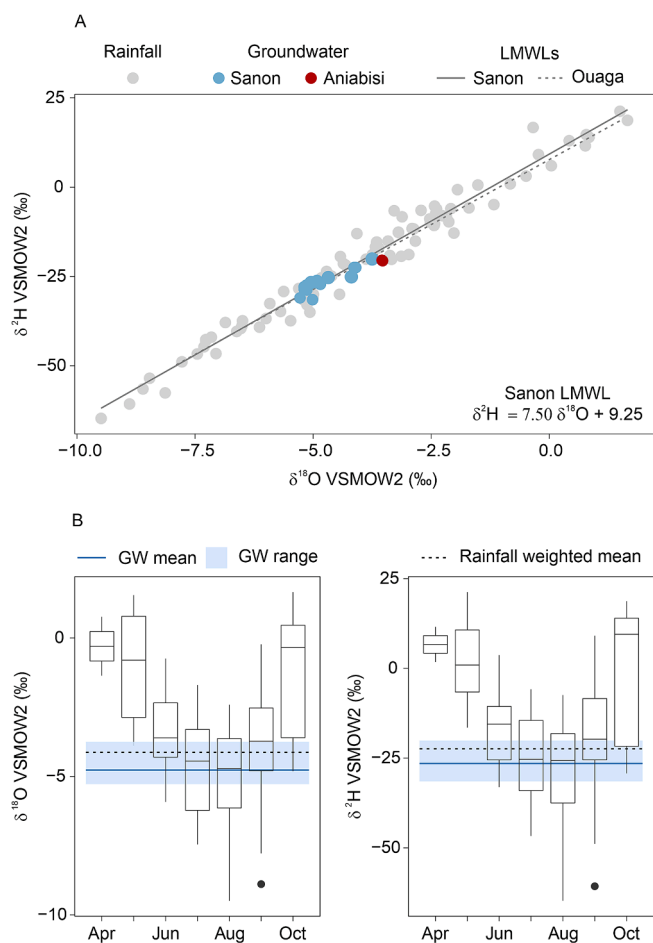 A
Rainfall Groundwater LMWLs
Sanon Aniabisi Sanon Ouaga
25
0
−25
−50
δ²H VSMOW2 (‰)
Sanon LMWL
δ²H = 7.50 δ¹⁸O + 9.25
−10.0 −7.5 −5.0 −2.5 0.0
δ¹⁸O VSMOW2 (‰)
B
GW mean GW range Rainfall weighted mean
0
−5
−10
δ¹⁸O VSMOW2 (‰)
Apr Jun Aug Oct
25
0
−25
−50
δ²H VSMOW2 (‰)
Apr Jun Aug Oct